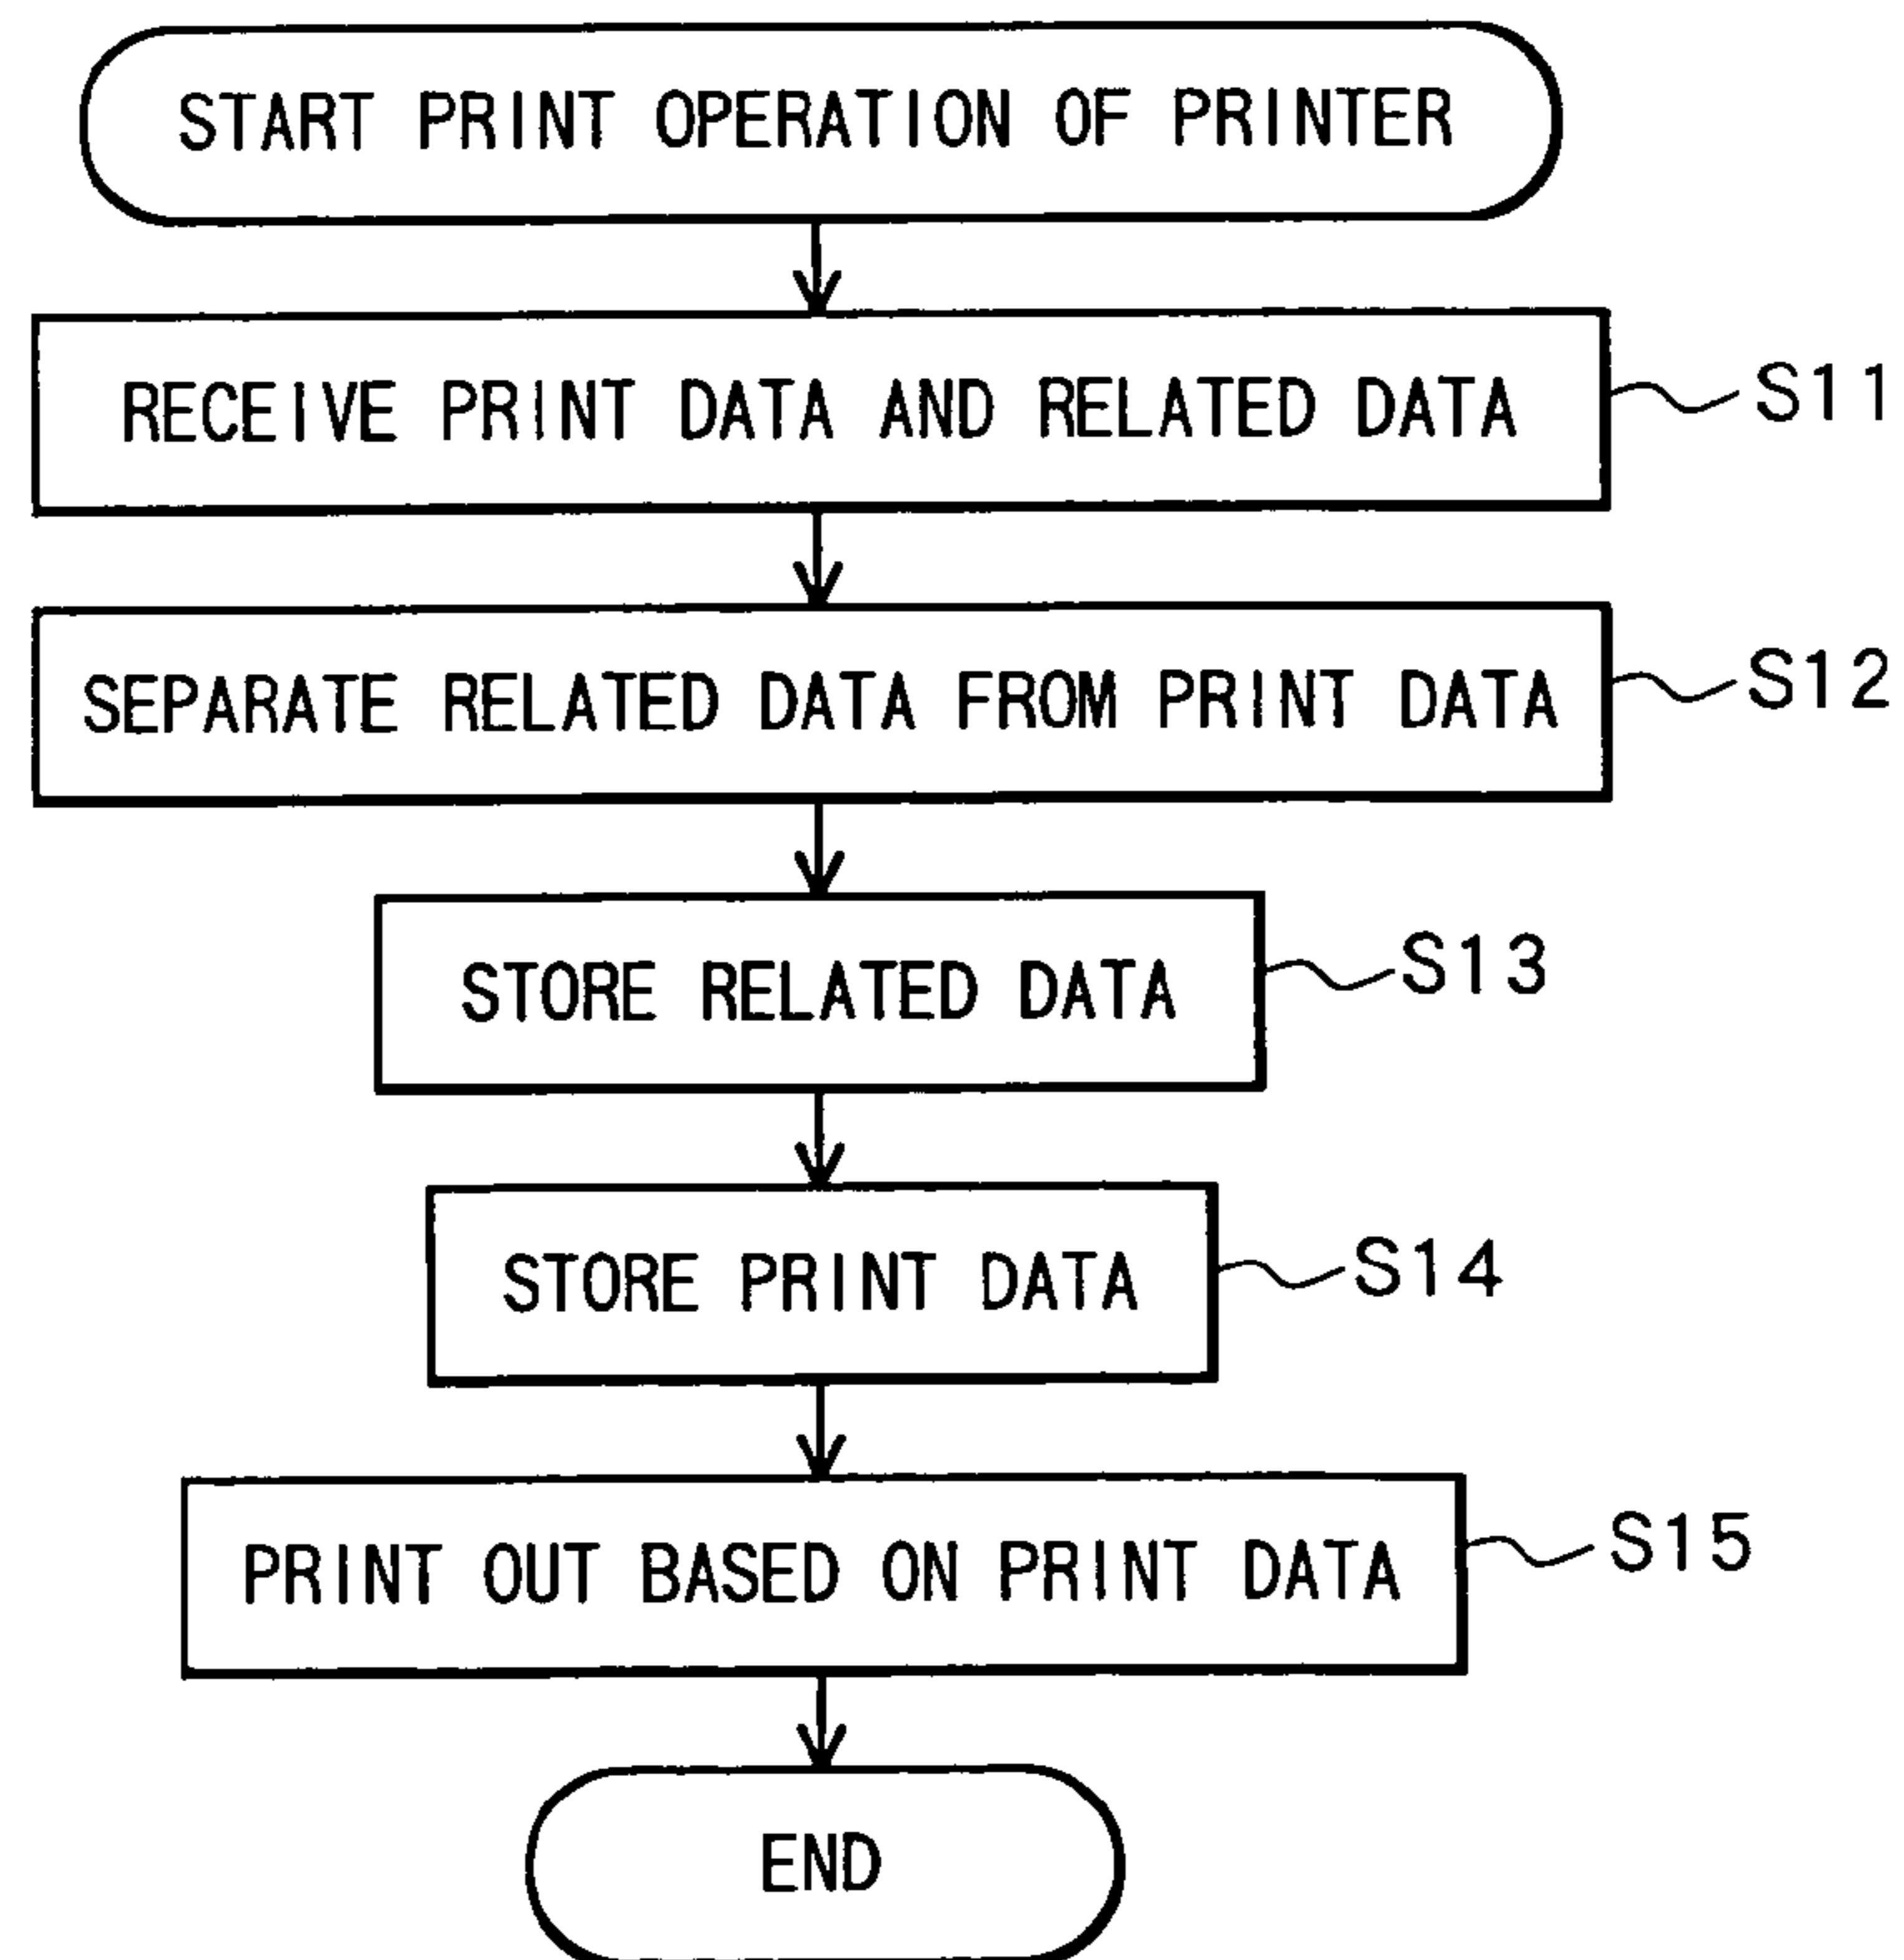 START PRINT OPERATION OF PRINTER
RECEIVE PRINT DATA AND RELATED DATA
S11
SEPARATE RELATED DATA FROM PRINT DATA
S12
STORE RELATED DATA
S13
STORE PRINT DATA
S14
PRINT OUT BASED ON PRINT DATA
S15
END